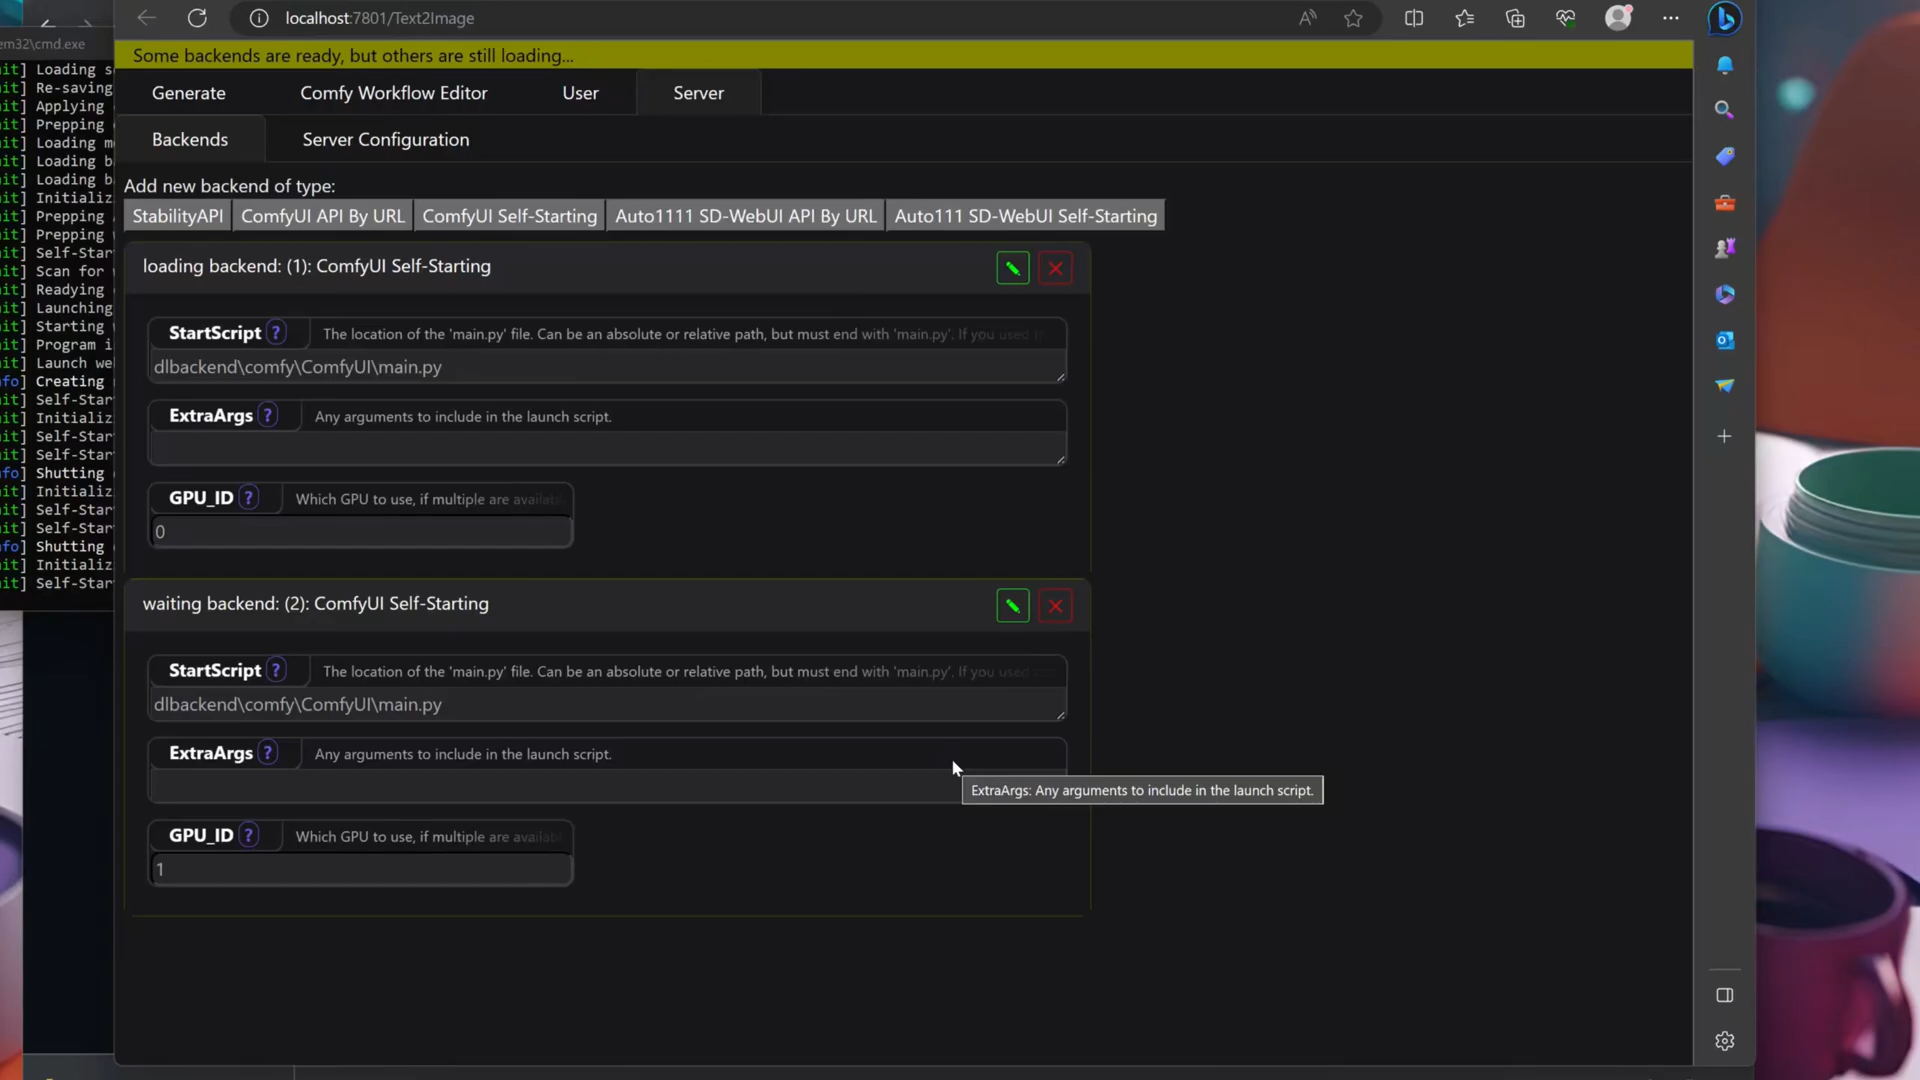 localhost:7801/Text2Image
em32\cmd.exe
Some backends are ready, but others are still loading...
Generate
Comfy Workflow Editor
User
Server
Backends
Server Configuration
Add new backend of type:
StabilityAPI
ComfyUI API By URL
ComfyUI Self-Starting
Auto1111 SD-WebUI API By URL
Auto111 SD-WebUI Self-Starting
loading backend: (1): ComfyUI Self-Starting
StartScript ? The location of the 'main.py' file. Can be an absolute or relative path, but must end with 'main.py'. If you used
dlbackend\comfy\ComfyUI\main.py
ExtraArgs ? Any arguments to include in the launch script.
GPU_ID ? Which GPU to use, if multiple are availab
0
waiting backend: (2): ComfyUI Self-Starting
StartScript ? The location of the 'main.py' file. Can be an absolute or relative path, but must end with 'main.py'. If you used
dlbackend\comfy\ComfyUI\main.py
ExtraArgs ? Any arguments to include in the launch script.
ExtraArgs: Any arguments to include in the launch script.
GPU_ID ? Which GPU to use, if multiple are availab
1
it] Loading s
it] Re-saving
it] Applying
it] Prepping
it] Loading m
it] Loading b
it] Loading b
it] Initializ
it] Prepping
it] Prepping
it] Self-Star
it] Scan for
it] Readying
it] Launching
it] Starting
it] Program i
it] Launch we
fo] Creating
it] Self-Star
it] Initializ
it] Self-Star
it] Self-Star
fo] Shutting
it] Initializ
it] Self-Star
it] Self-Star
fo] Shutting
it] Initializ
it] Self-Star